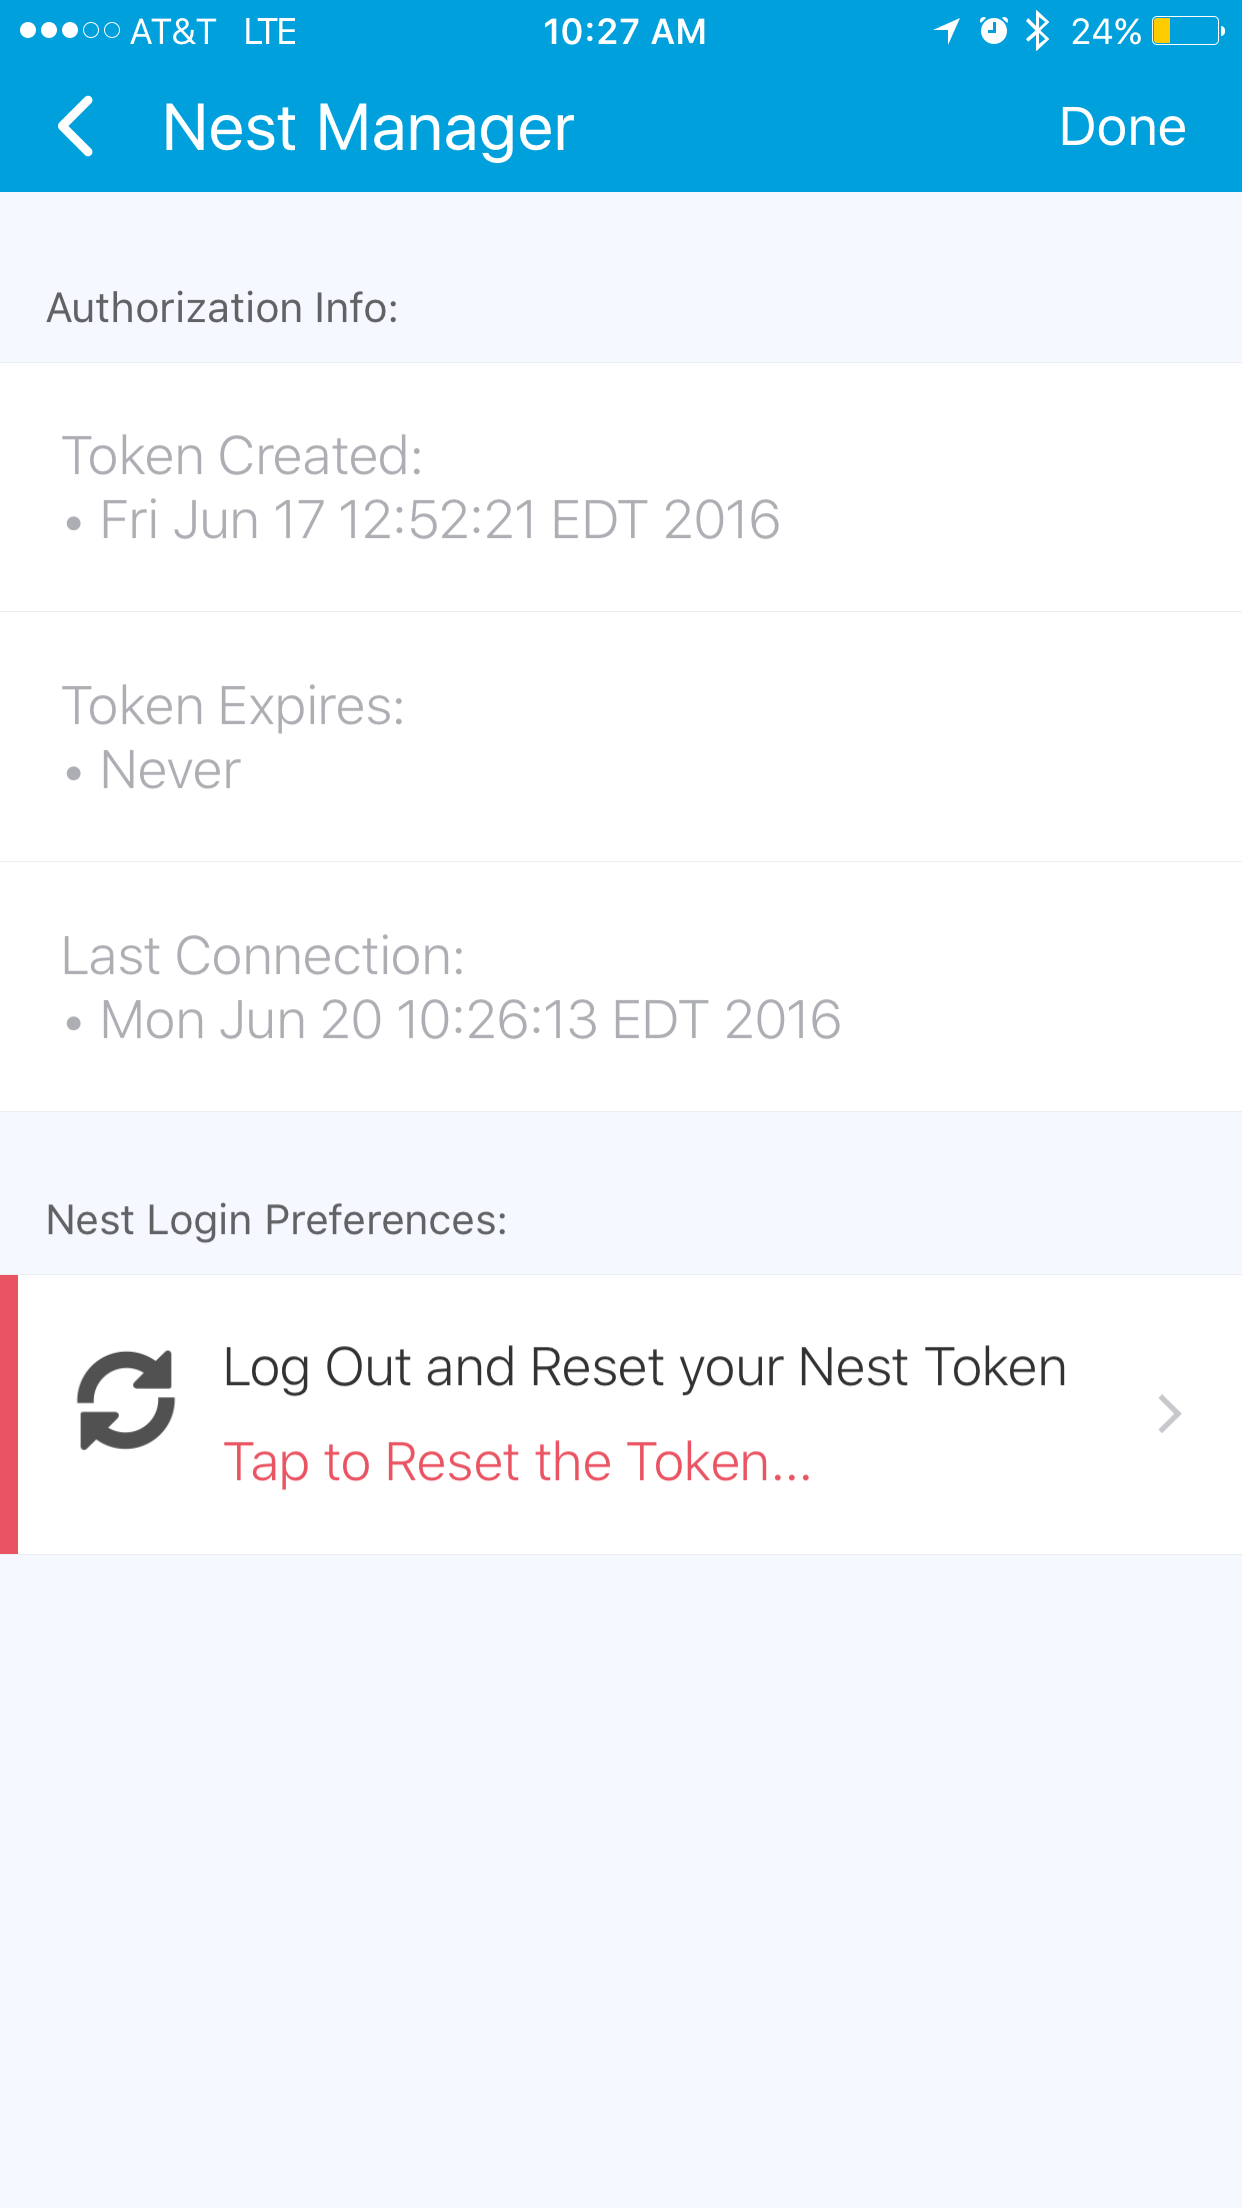 AT&T LTE 10:27 AM 24%
Nest Manager Done
Authorization Info:
Token Created:
• Fri Jun 17 12:52:21 EDT 2016
Token Expires:
• Never
Last Connection:
• Mon Jun 20 10:26:13 EDT 2016
Nest Login Preferences:
Log Out and Reset your Nest Token
Tap to Reset the Token...